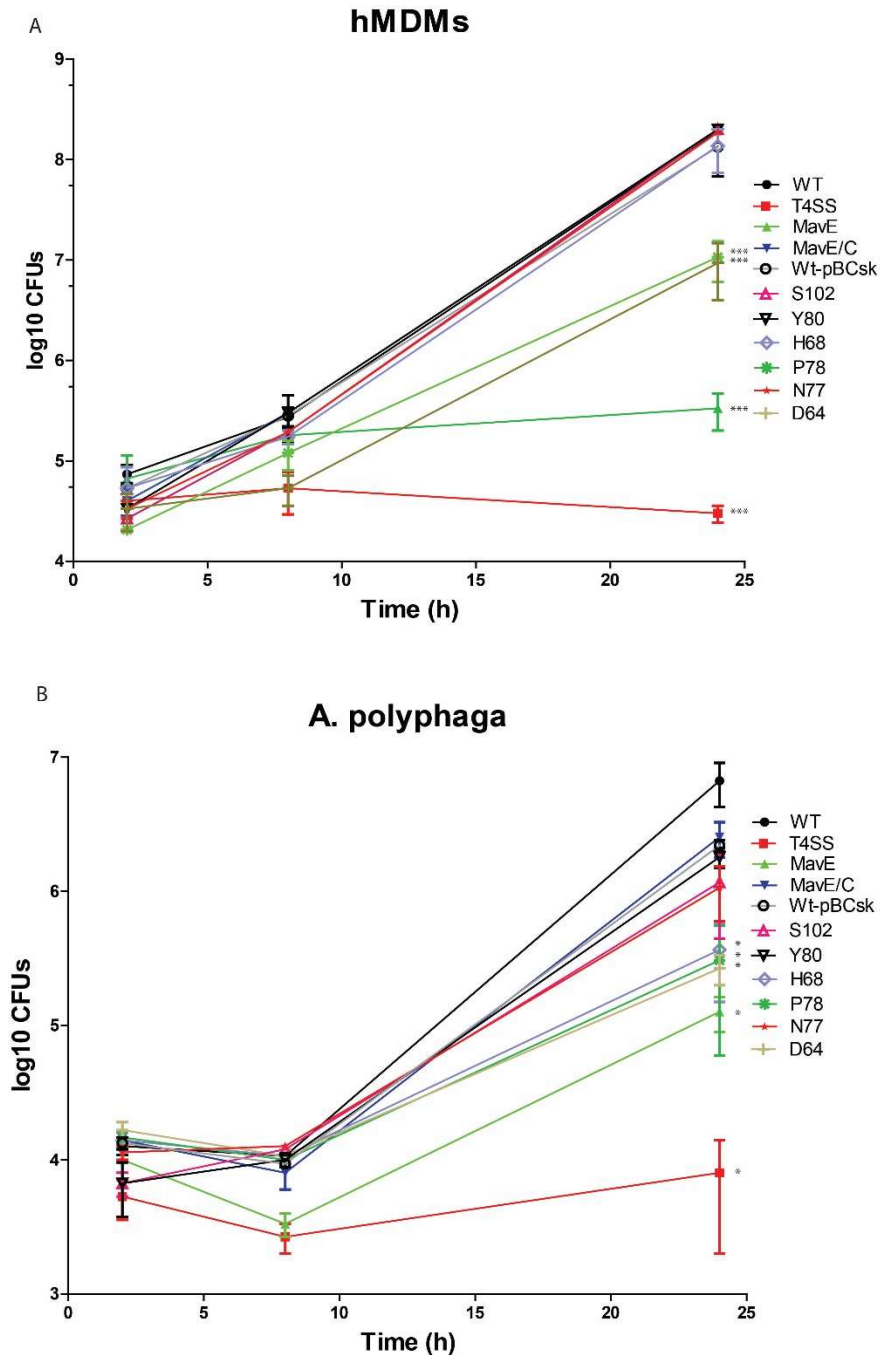 A
hMDMs
9
8
7
6
5
4
log10 CFUs
0 5 10 15 20 25
Time (h)
***
***
***
***
WT
T4SS
MavE
MavE/C
Wt-pBCsk
S102
Y80
H68
P78
N77
D64
B
A. polyphaga
7
6
5
4
3
log10 CFUs
0 5 10 15 20 25
Time (h)
*
*
*
*
*
WT
T4SS
MavE
MavE/C
Wt-pBCsk
S102
Y80
H68
P78
N77
D64